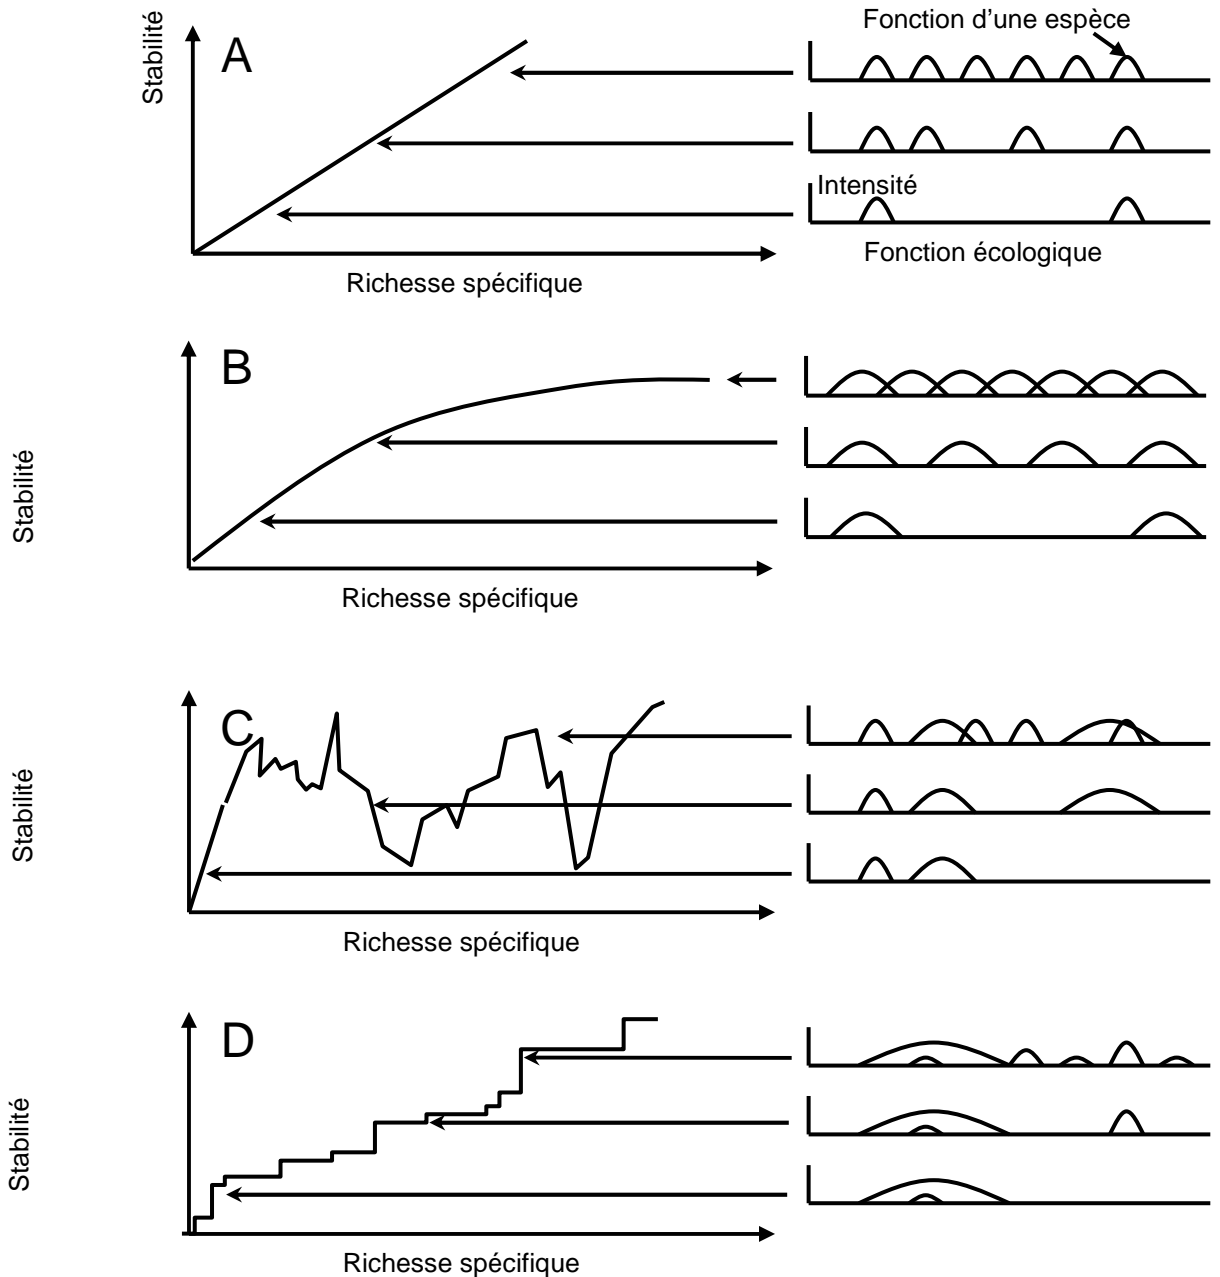 Fonction d’une espèce
Stabilité
A
Intensité
Fonction écologique
Richesse spécifique
B
Stabilité
Richesse spécifique
C
Stabilité
Richesse spécifique
D
Stabilité
Richesse spécifique